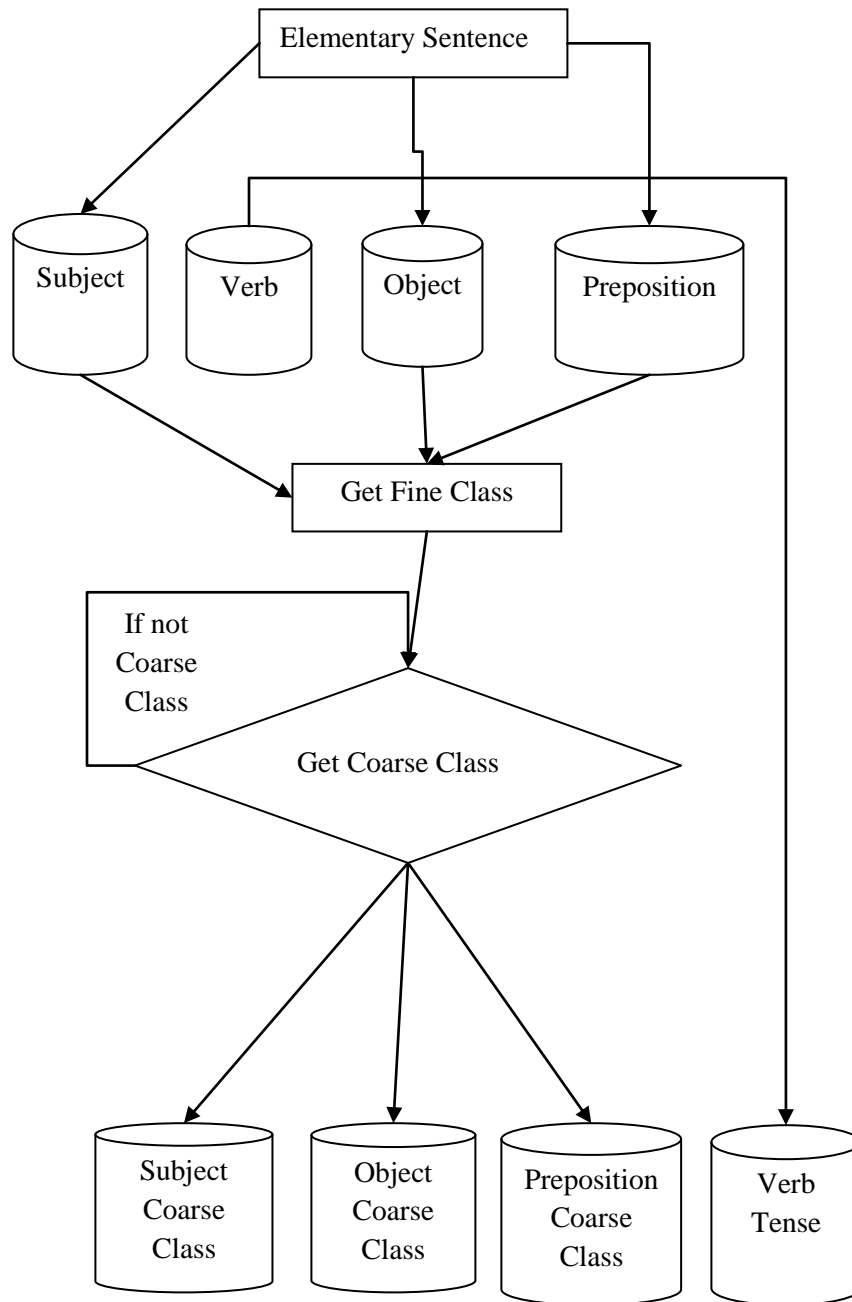 Elementary Sentence
Subject
Verb
Object
Preposition
Get Fine Class
If not
Coarse
Class
Get Coarse Class
Subject
Coarse
Class
Object
Coarse
Class
Preposition
Coarse
Class
Verb
Tense